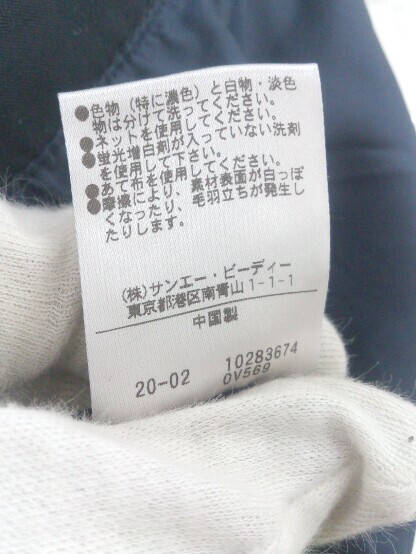 ●色物（特に濃色）と白物・淡色
物は分けて洗ってください。
●ネットを使用してください。
●蛍光増白剤が入っていない洗剤
を使用して下さい。
●あて布を使用してください。
●摩擦により、素材表面が白っぽ
くなったり、毛羽立ちが発生し
たりします。
（株）サンエー・ビーディー
東京都港区南青山1-1-1
中国製
20-02 10283674
OV569